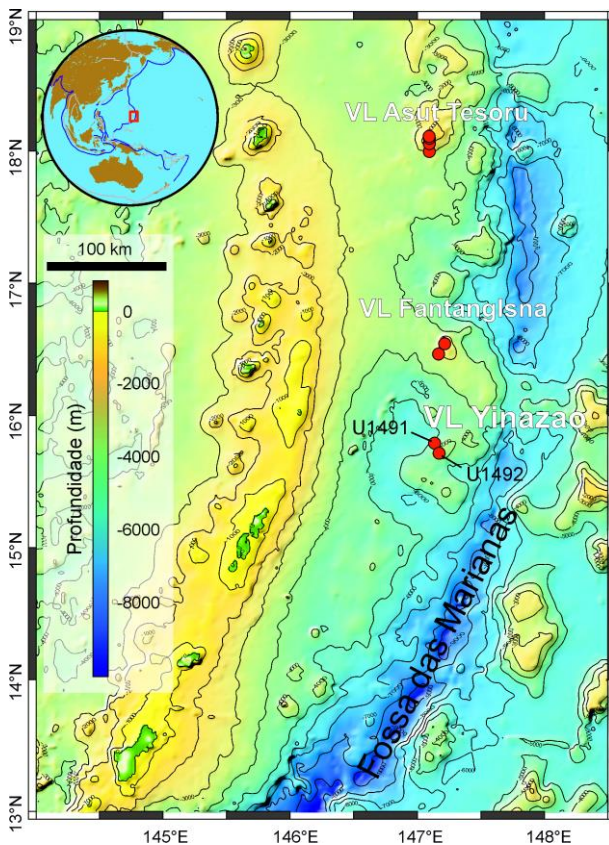 19°N
18°N
17°N
16°N
15°N
14°N
13°N
100 km
0
-2000
-4000
-6000
-8000
Profundidade (m)
VL Asut Tesoru
VL FantangIsna
VL Yinazao
U1491
U1492
Fossa das Marianas
145°E
146°E
147°E
148°E